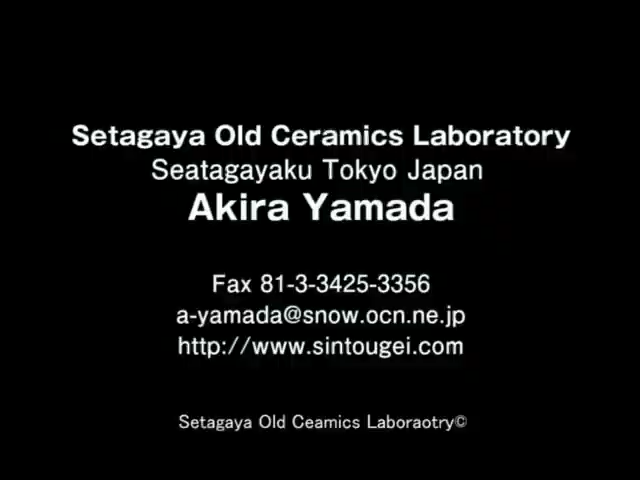 Setagaya Old Ceramics Laboratory
Seatagayaku Tokyo Japan
Akira Yamada
Fax 81-3-3425-3356
a-yamada@snow.ocn.ne.jp
http://www.sintougei.com
Setagaya Old Ceamics Laboraotry©